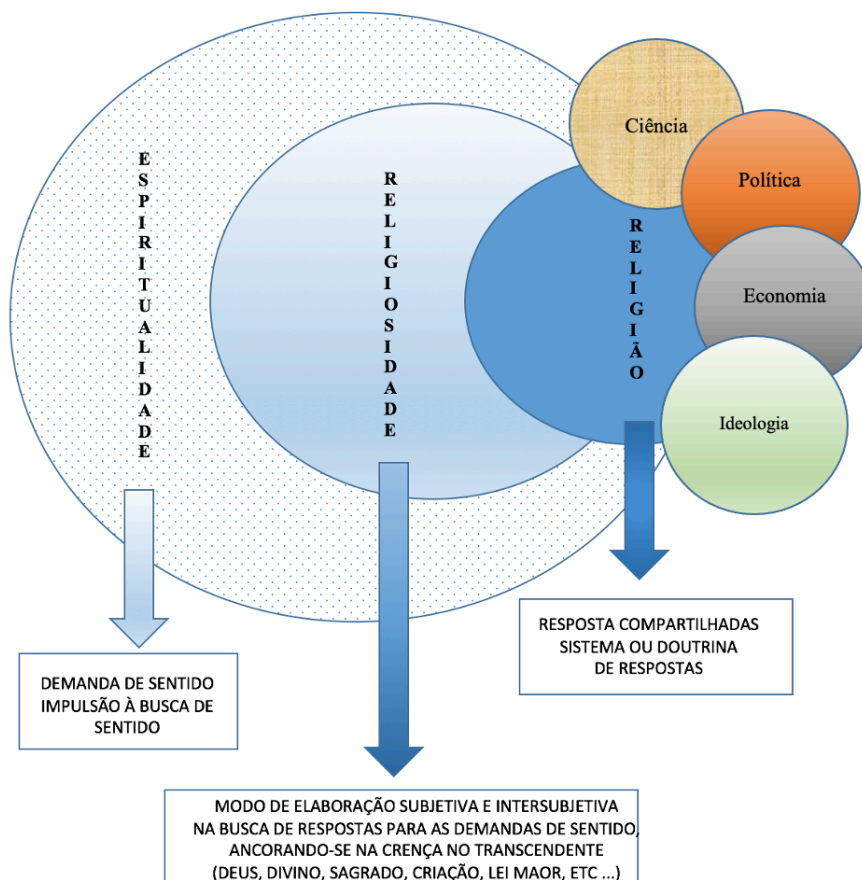 ESPIRITUALIDADE
RELIGIOSIDADE
RELIGIÃO
Ciência
Política
Economia
Ideologia
DEMANDA DE SENTIDO
IMPULSÃO À BUSCA DE
SENTIDO
RESPOSTA COMPARTILHADAS
SISTEMA OU DOUTRINA
DE RESPOSTAS
MODO DE ELABORAÇÃO SUBJETIVA E INTERSUBJETIVA
NA BUSCA DE RESPOSTAS PARA AS DEMANDAS DE SENTIDO,
ANCORANDO-SE NA CRENÇA NO TRANSCENDENTE
(DEUS, DIVINO, SAGRADO, CRIAÇÃO, LEI MAOR, ETC ...)